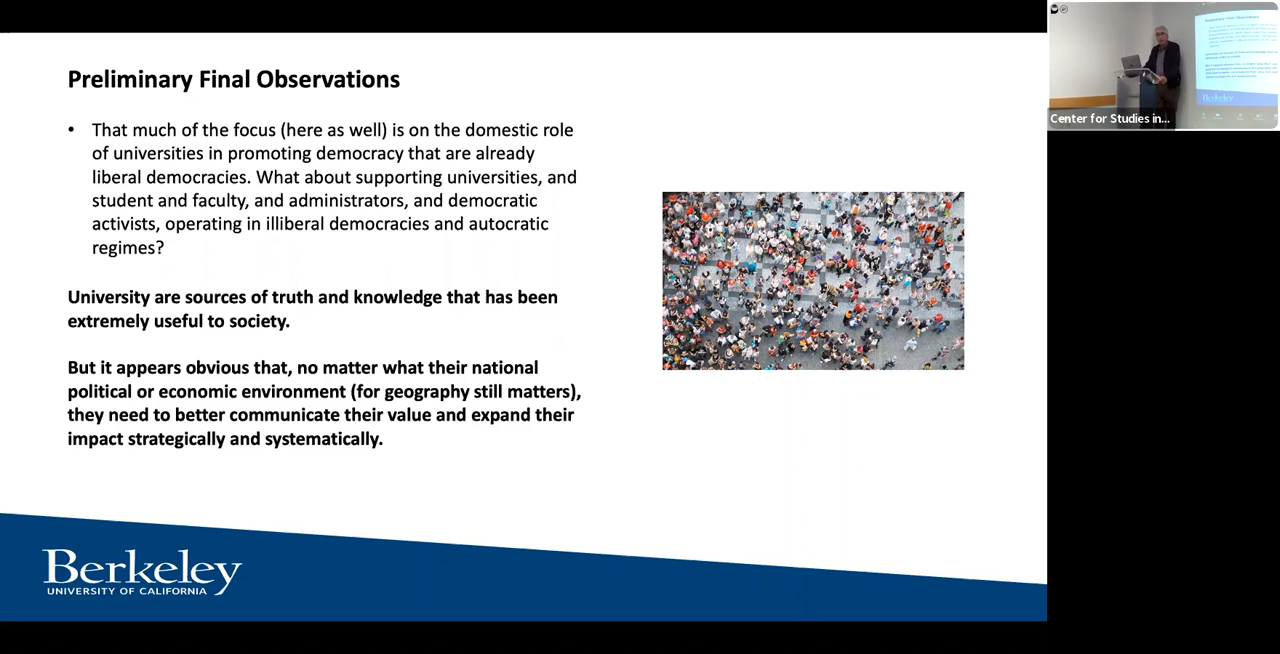 Preliminary Final Observations
• That much of the focus (here as well) is on the domestic role
of universities in promoting democracy that are already
liberal democracies. What about supporting universities, and
student and faculty, and administrators, and democratic
activists, operating in illiberal democracies and autocratic
regimes?
University are sources of truth and knowledge that has been
extremely useful to society.
But it appears obvious that, no matter what their national
political or economic environment (for geography still matters),
they need to better communicate their value and expand their
impact strategically and systematically.
Berkeley
UNIVERSITY OF CALIFORNIA
Center for Studies in...